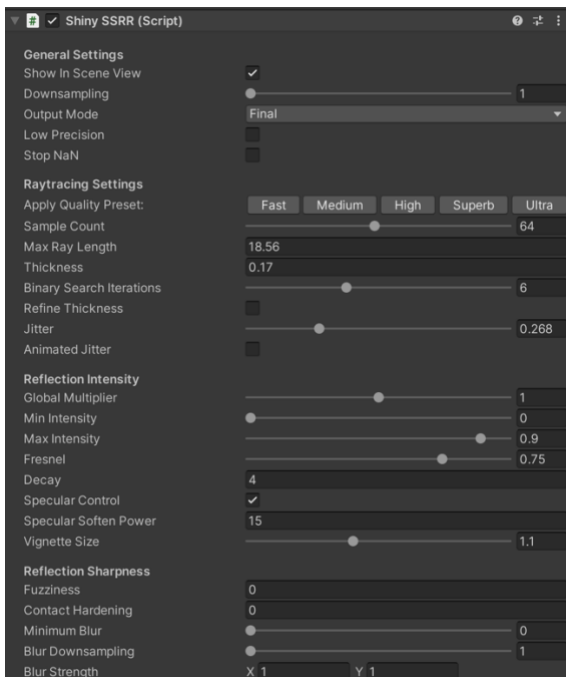 Shiny SSRR (Script)
General Settings
Show In Scene View
Downsampling 1
Output Mode Final
Low Precision
Stop NaN
Raytracing Settings
Apply Quality Preset: Fast Medium High Superb Ultra
Sample Count 64
Max Ray Length 18.56
Thickness 0.17
Binary Search Iterations 6
Refine Thickness
Jitter 0.268
Animated Jitter
Reflection Intensity
Global Multiplier 1
Min Intensity 0
Max Intensity 0.9
Fresnel 0.75
Decay 4
Specular Control
Specular Soften Power 15
Vignette Size 1.1
Reflection Sharpness
Fuzziness 0
Contact Hardening 0
Minimum Blur 0
Blur Downsampling 1
Blur Strength X 1 Y 1